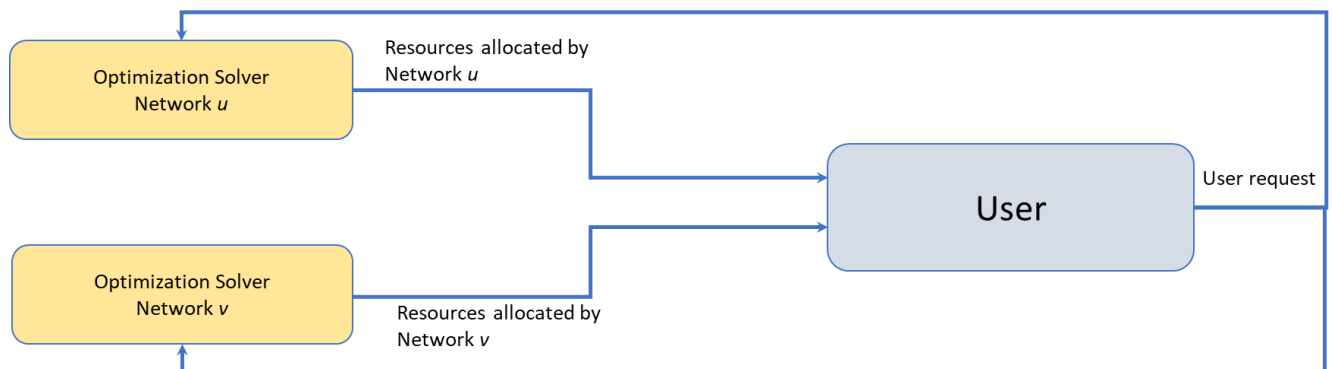 Resources allocated by
Network u
Optimization Solver
Network u
User request
User
Optimization Solver
Network v
Resources allocated by
Network v